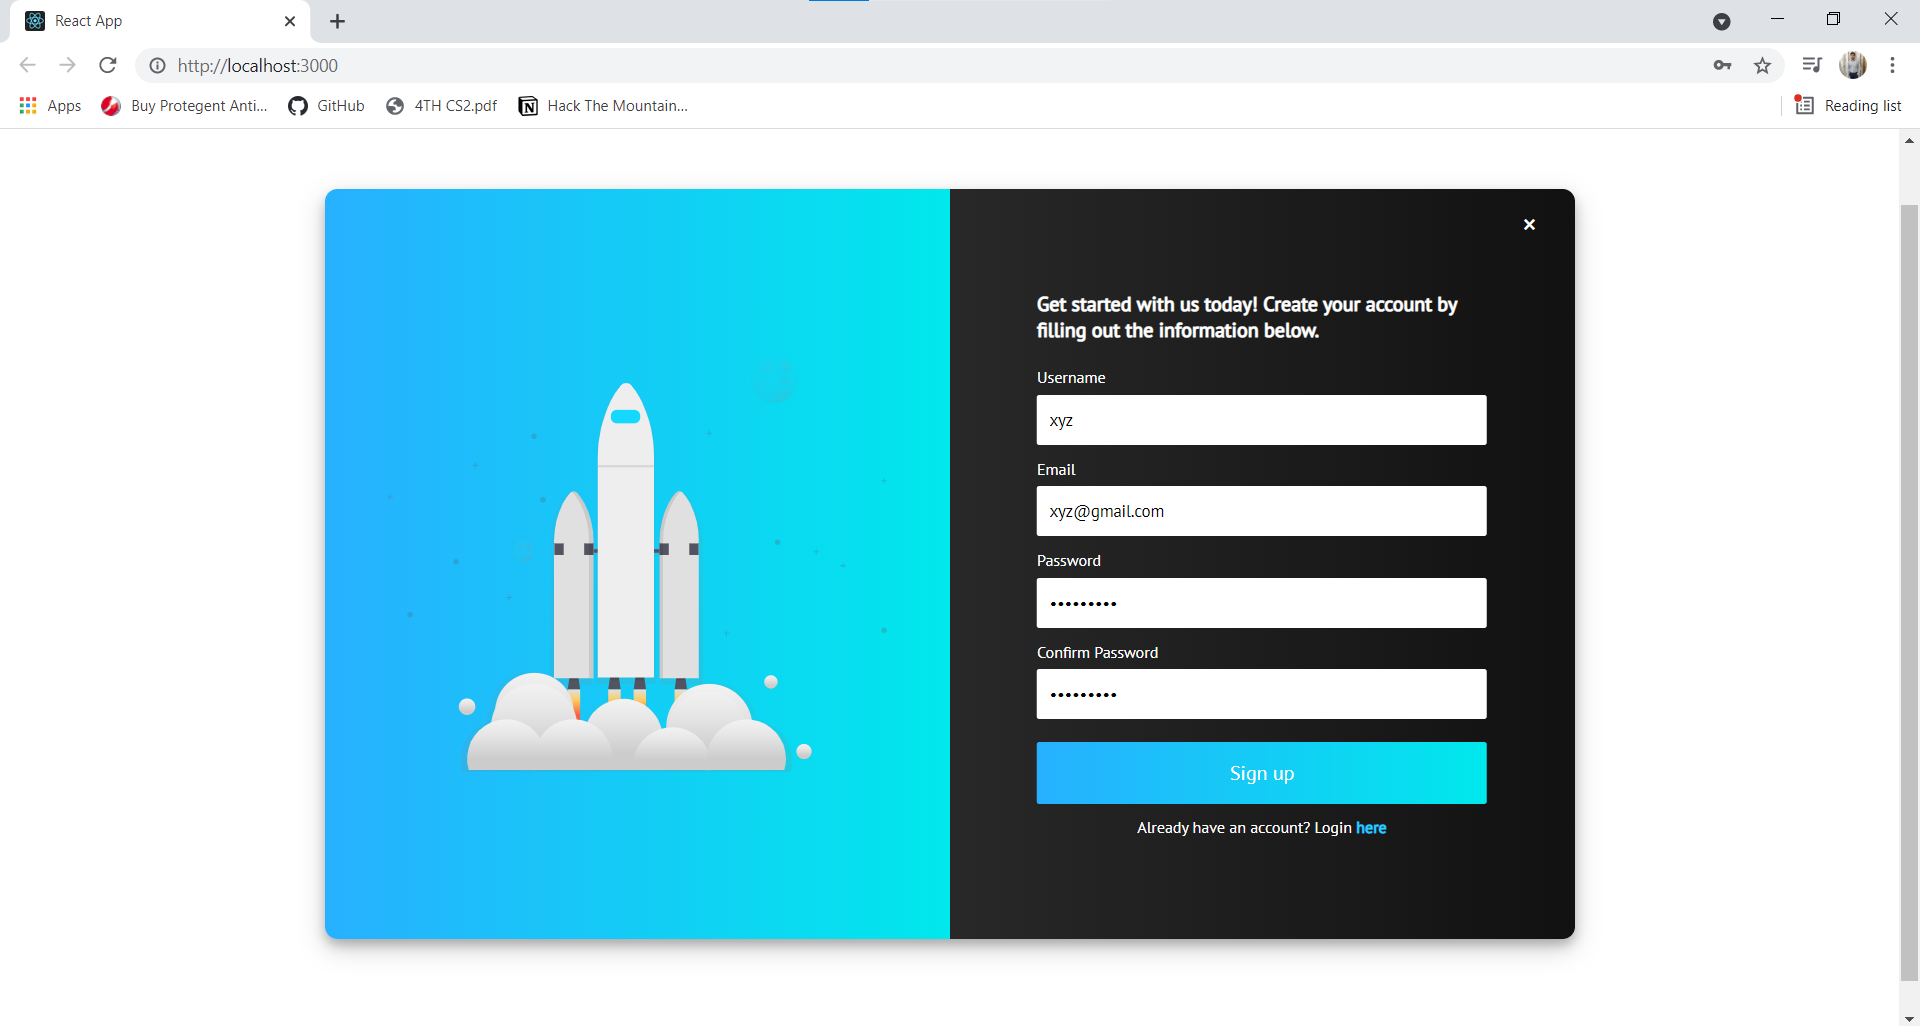 React App
http://localhost:3000
Apps
Buy Protegent Anti...
GitHub
4TH CS2.pdf
Hack The Mountain...
Reading list
Get started with us today! Create your account by
filling out the information below.
Username
xyz
Email
xyz@gmail.com
Password
•••••••••
Confirm Password
•••••••••
Sign up
Already have an account? Login here